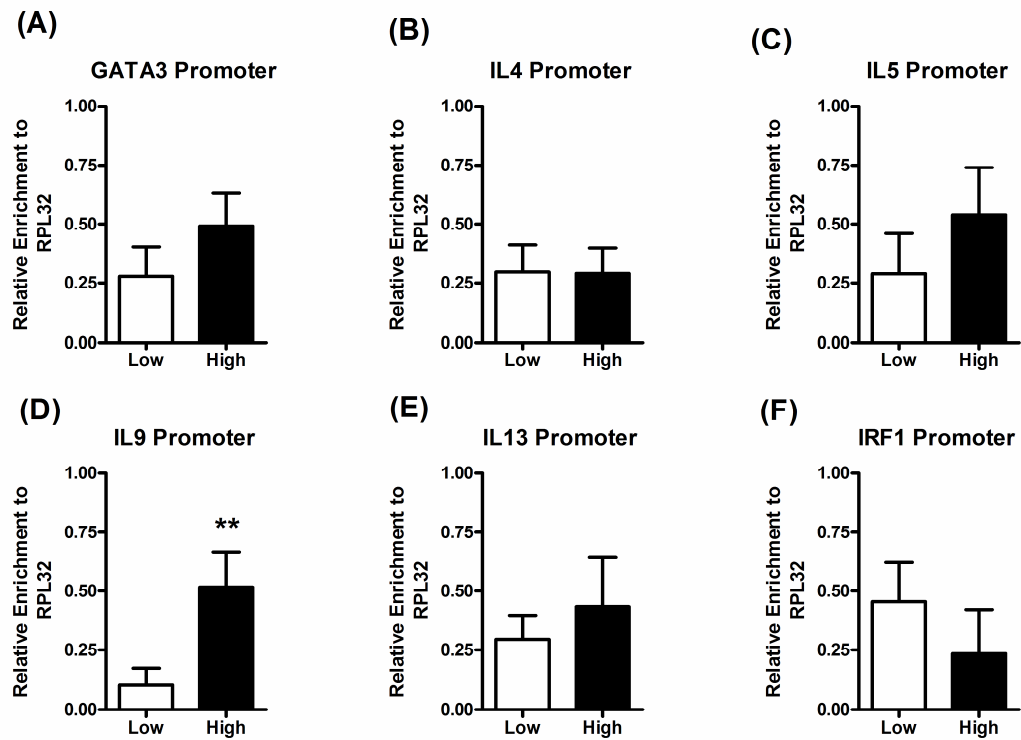 (A)
GATA3 Promoter
Relative Enrichment to
RPL32
1.00
0.75
0.50
0.25
0.00
Low High
(B)
IL4 Promoter
Relative Enrichment to
RPL32
1.00
0.75
0.50
0.25
0.00
Low High
(C)
IL5 Promoter
Relative Enrichment to
RPL32
1.00
0.75
0.50
0.25
0.00
Low High
(D)
IL9 Promoter
Relative Enrichment to
RPL32
1.00
0.75
0.50
0.25
0.00
**
Low High
(E)
IL13 Promoter
Relative Enrichment to
RPL32
1.00
0.75
0.50
0.25
0.00
Low High
(F)
IRF1 Promoter
Relative Enrichment to
RPL32
1.00
0.75
0.50
0.25
0.00
Low High